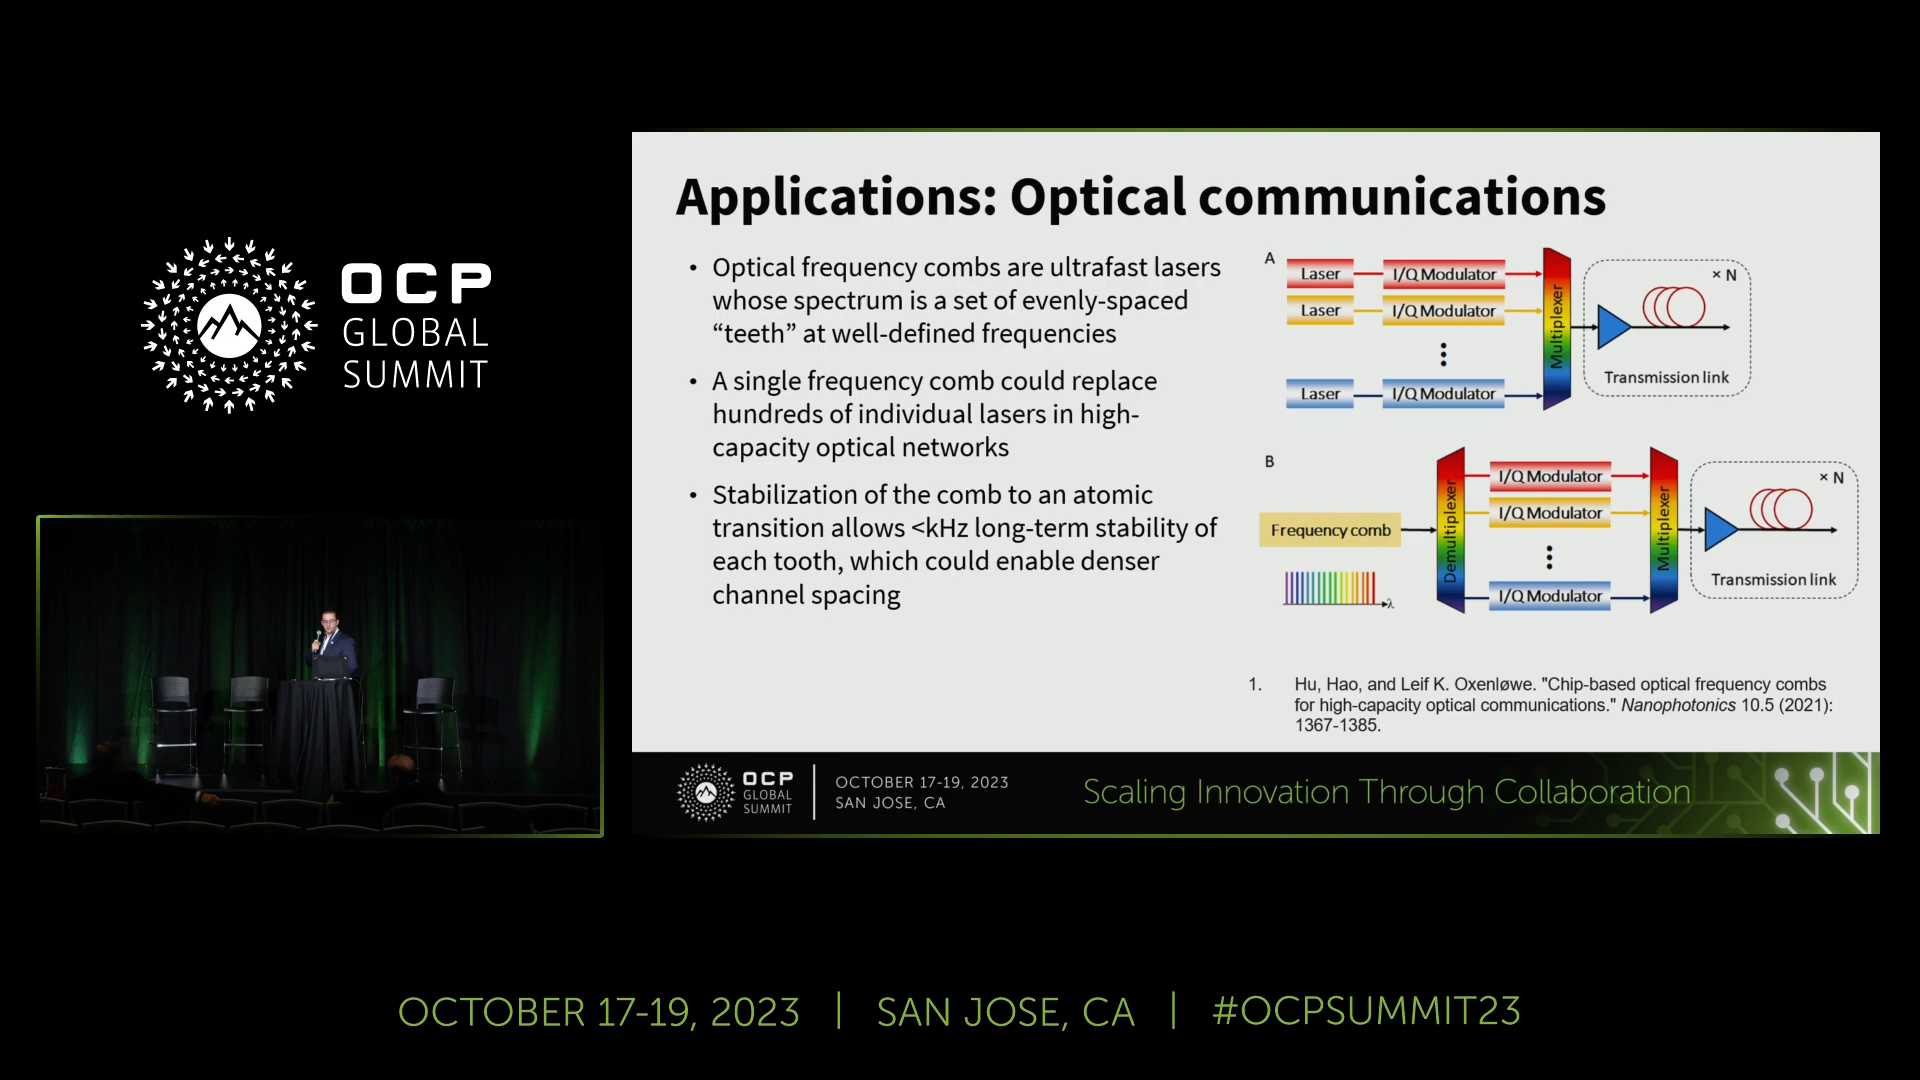 OCP
GLOBAL
SUMMIT
Applications: Optical communications
• Optical frequency combs are ultrafast lasers
whose spectrum is a set of evenly-spaced
“teeth” at well-defined frequencies
• A single frequency comb could replace
hundreds of individual lasers in high-
capacity optical networks
• Stabilization of the comb to an atomic
transition allows <kHz long-term stability of
each tooth, which could enable denser
channel spacing
A
Laser
I/Q Modulator
Laser
I/Q Modulator
Laser
I/Q Modulator
Multiplexer
× N
Transmission link
B
Frequency comb
λ
Demultiplexer
I/Q Modulator
I/Q Modulator
I/Q Modulator
Multiplexer
× N
Transmission link
1. Hu, Hao, and Leif K. Oxenløwe. "Chip-based optical frequency combs
for high-capacity optical communications." Nanophotonics 10.5 (2021):
1367-1385.
OCP
GLOBAL
SUMMIT
OCTOBER 17-19, 2023
SAN JOSE, CA
Scaling Innovation Through Collaboration
OCTOBER 17-19, 2023 | SAN JOSE, CA | #OCPSUMMIT23